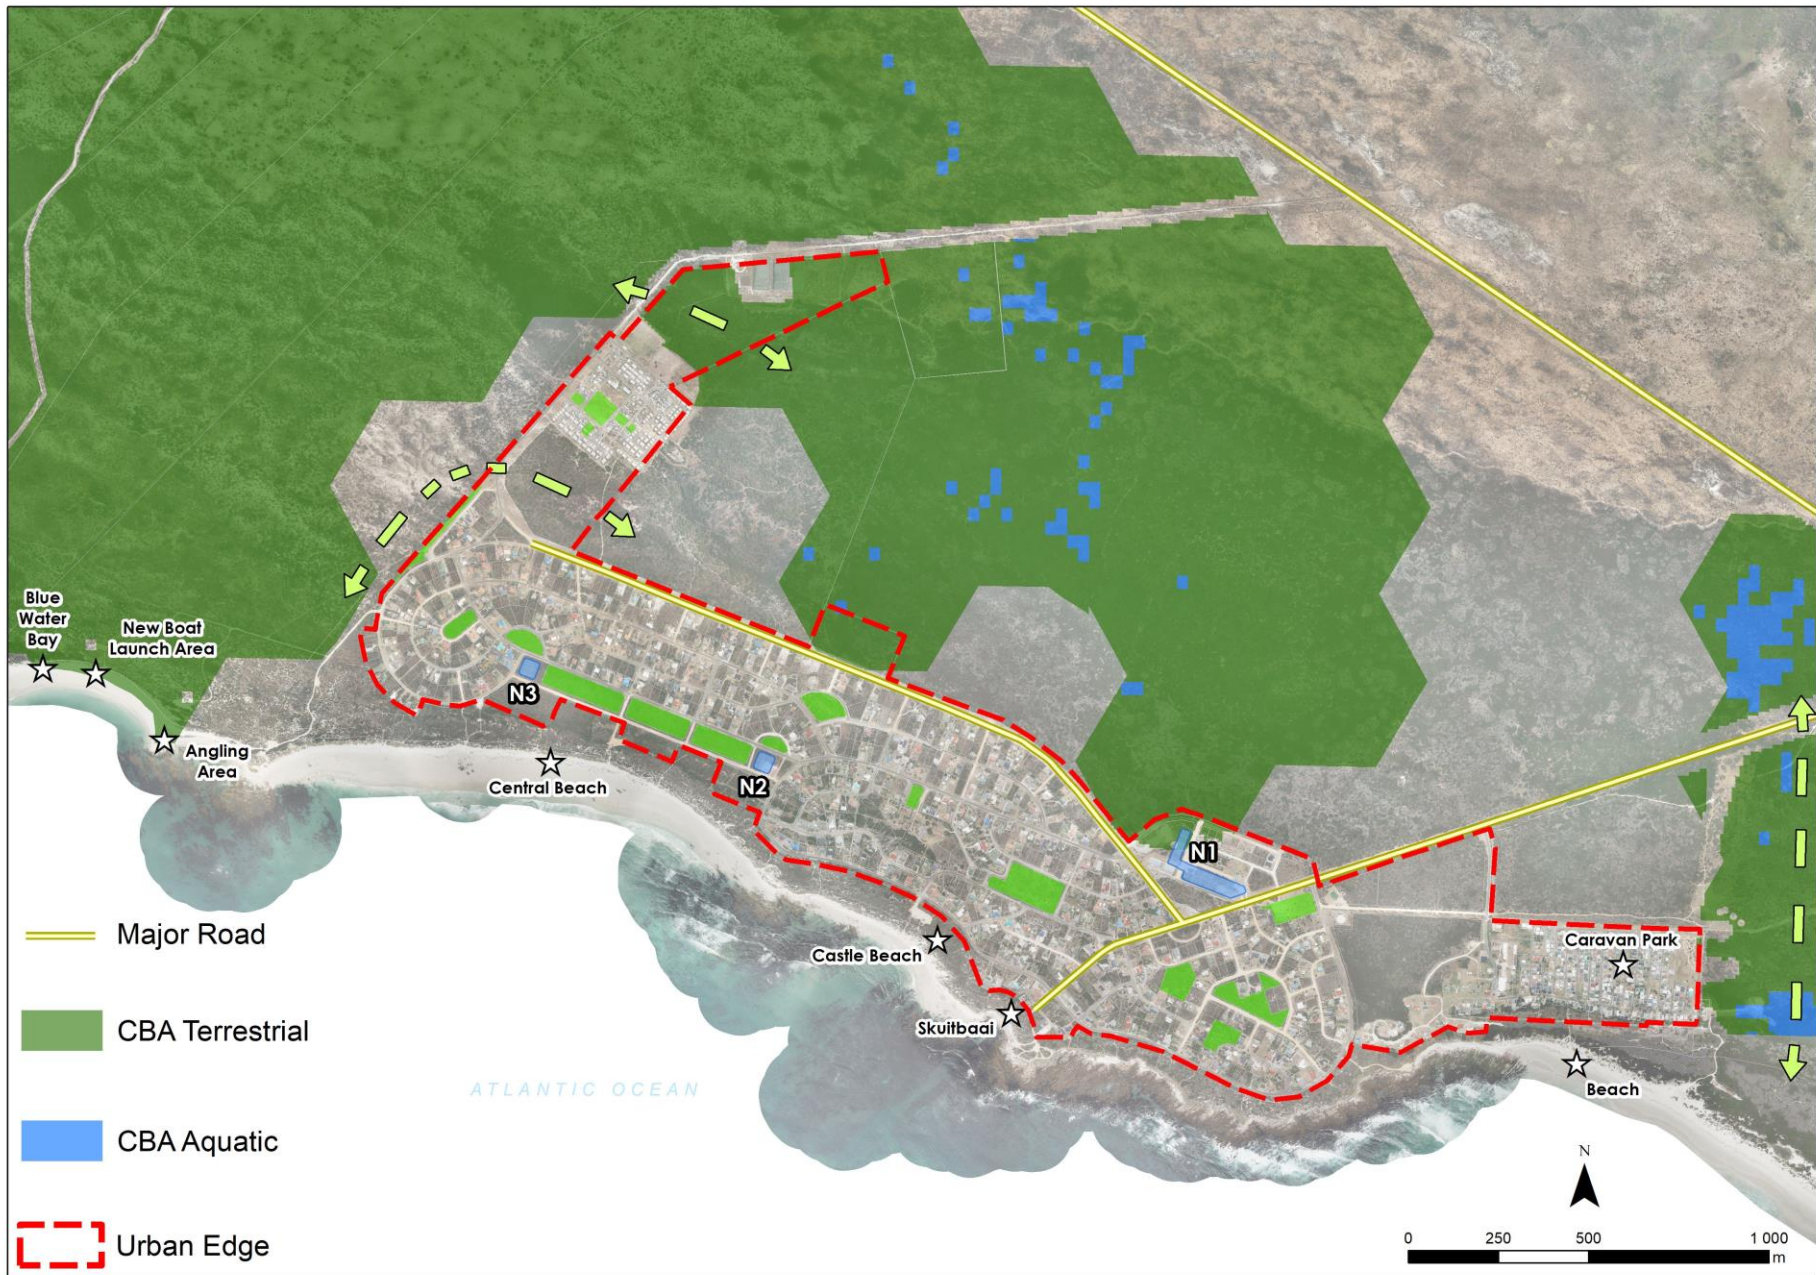 Blue
Water
Bay
New Boat
Launch Area
Angling
Area
N3
Central Beach
N2
N1
Castle Beach
Skuitbaai
Caravan Park
Beach
ATLANTIC OCEAN
Major Road
CBA Terrestrial
CBA Aquatic
Urban Edge
N
0 250 500 1 000
m